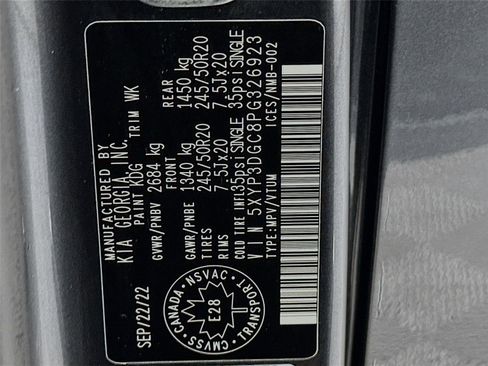 MANUFACTURED BY
KIA GEORGIA, INC.
SEP/22/22 PAINT KDG TRIM WK
GVWR/PNBV 2684 kg
FRONT REAR
GAWR/PNBE 1340 kg 1450 kg
TIRES 245/50R20 245/50R20
RIMS 7.5Jx20 7.5Jx20
COLD TIRE INFL 35psi SINGLE 35psi SINGLE
VIN 5XYP3DGC8PG326923
TYPE:MPV/VTUM ICES/NMB-002
CANADA
NSVAC
E28
CMVSS
TRANSPORT